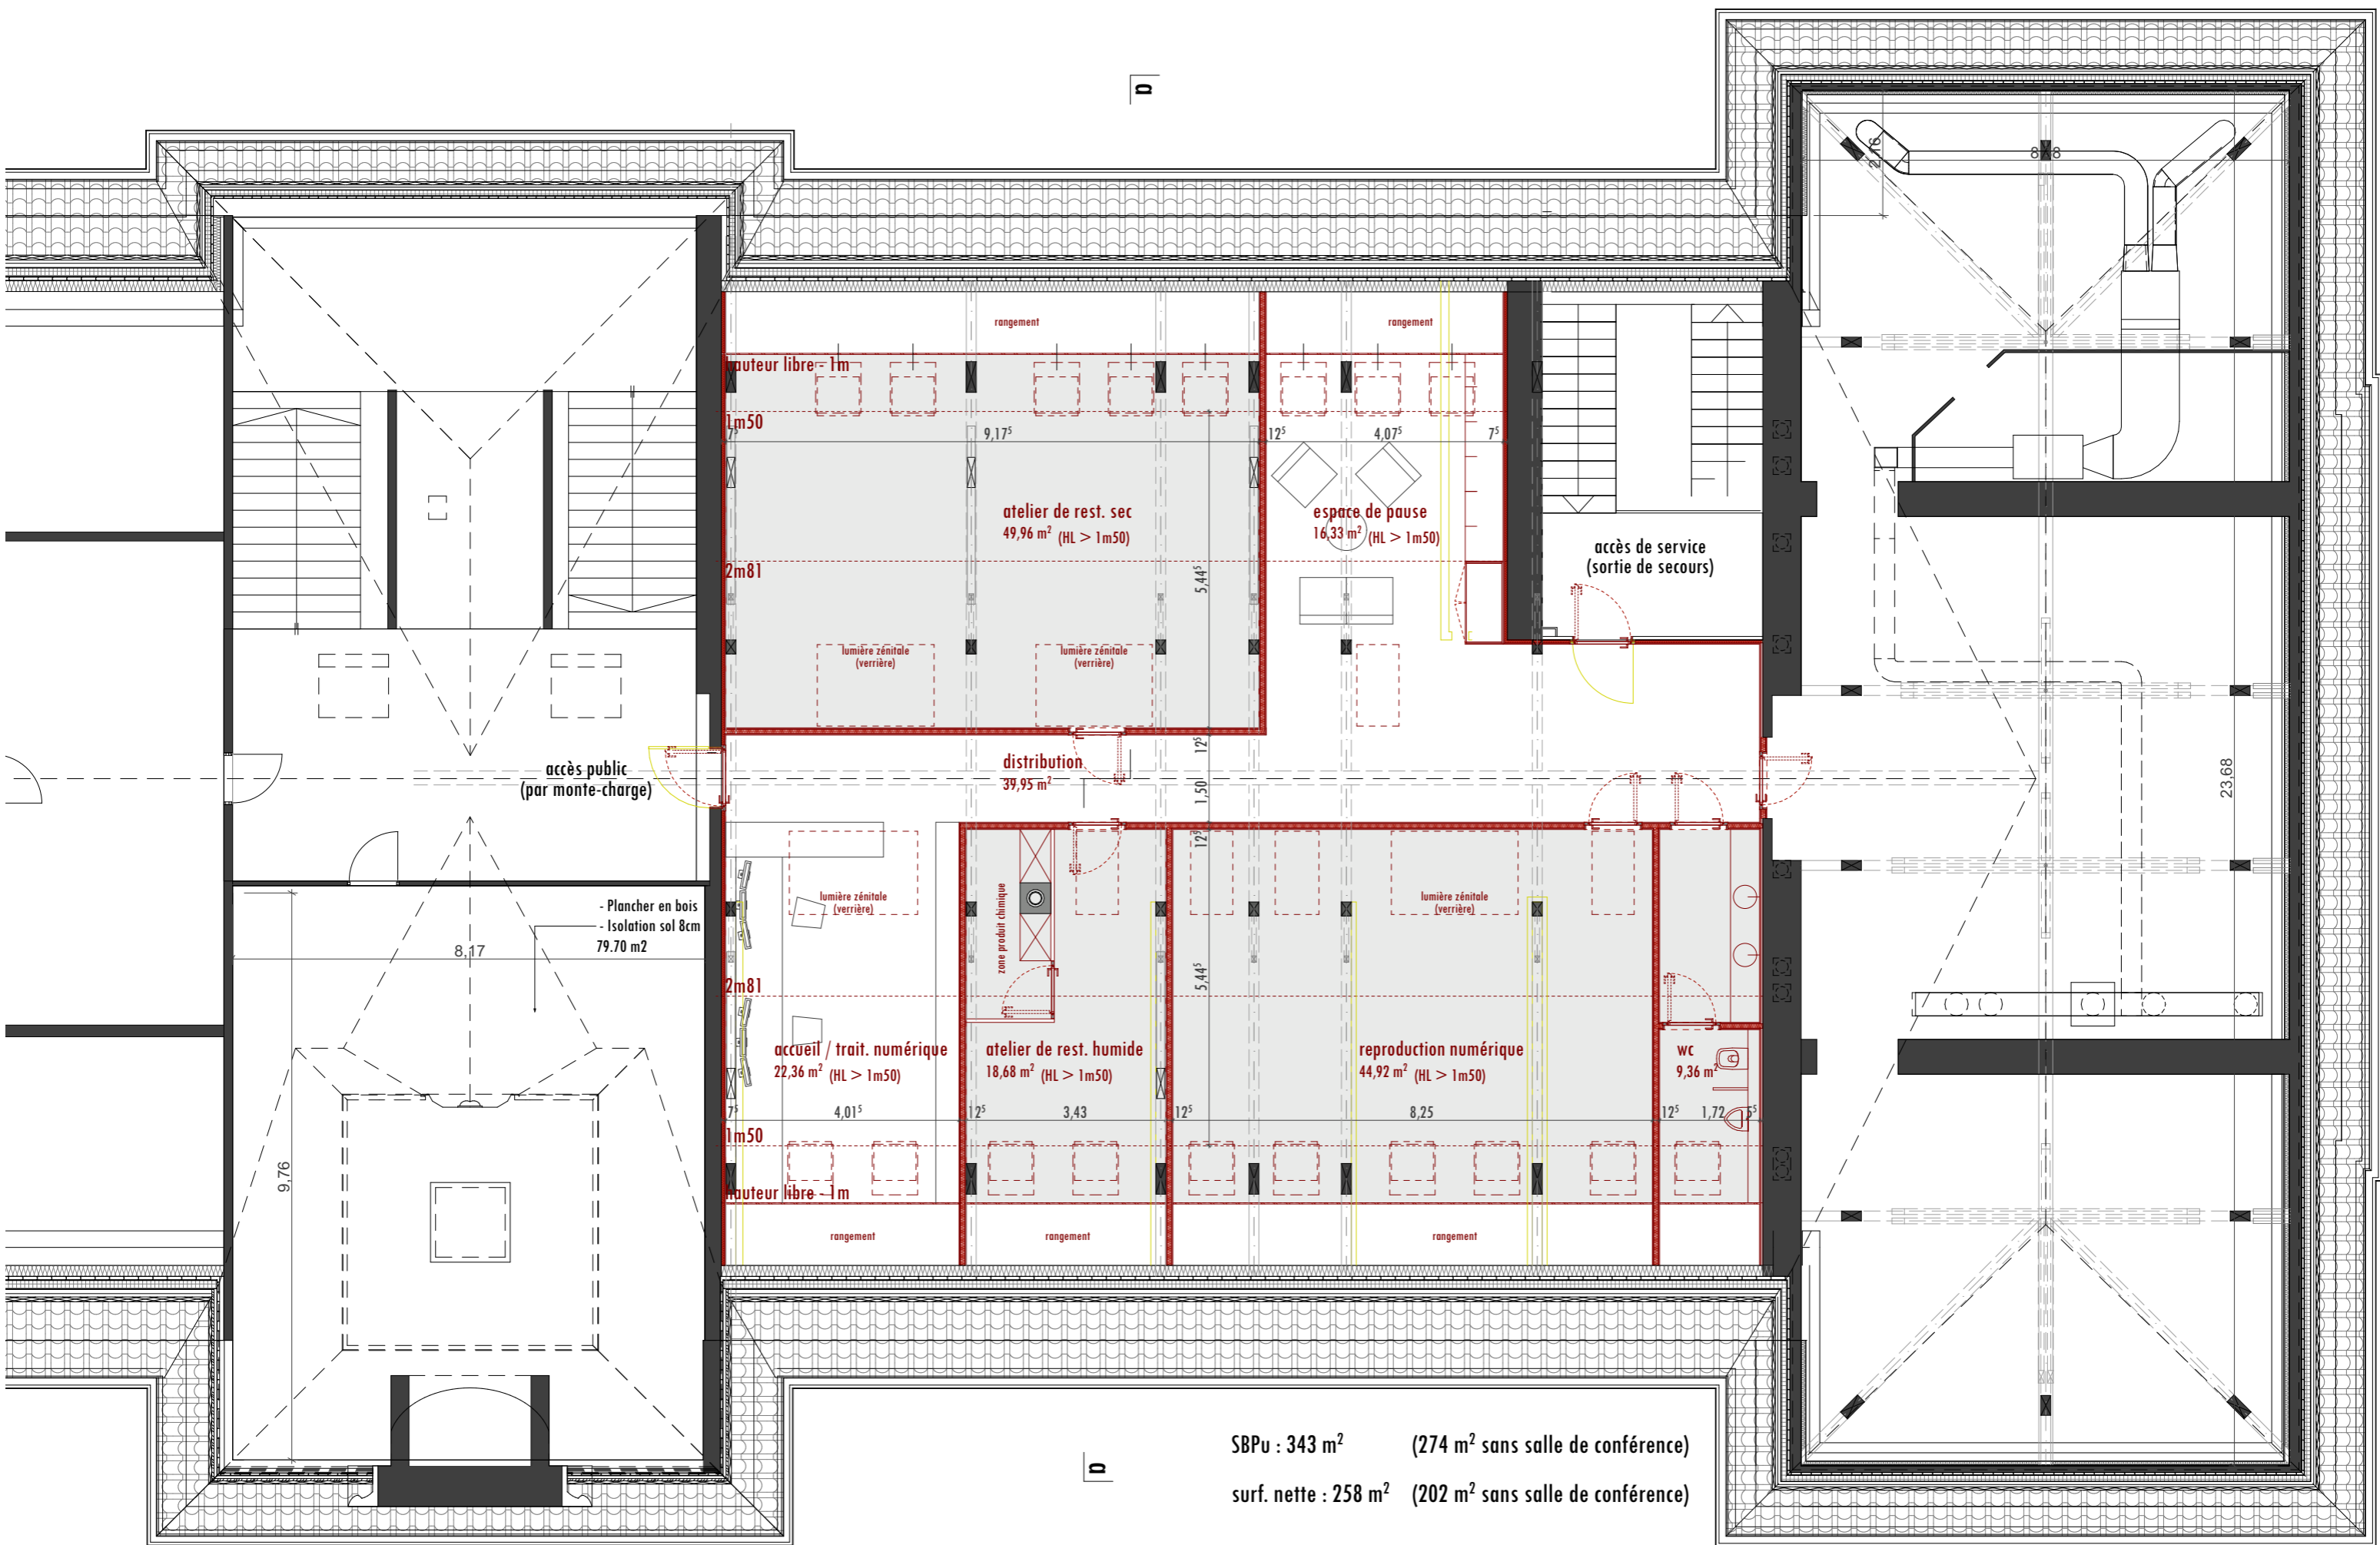 a
2,16
8,18
rangement
rangement
hauteur libre - 1m
1m50
7⁵
9,17⁵
12⁵
4,07⁵
7⁵
atelier de rest. sec
49,96 m² (HL > 1m50)
espace de pause
16,33 m² (HL > 1m50)
accès de service
(sortie de secours)
2m81
5,44⁵
lumière zénitale
(verrière)
lumière zénitale
(verrière)
accès public
(par monte-charge)
distribution
39,95 m²
12⁵
1,50
12⁵
23,68
- Plancher en bois
- Isolation sol 8cm
79.70 m2
8,17
9,76
lumière zénitale
(verrière)
zone produit chimique
lumière zénitale
(verrière)
5,44⁵
2m81
accueil / trait. numérique
22,36 m² (HL > 1m50)
atelier de rest. humide
18,68 m² (HL > 1m50)
reproduction numérique
44,92 m² (HL > 1m50)
wc
9,36 m²
7⁵
4,01⁵
12⁵
3,43
12⁵
8,25
12⁵
1,72
1m50
hauteur libre - 1m
rangement
rangement
rangement
a
SBPu : 343 m² (274 m² sans salle de conférence)
surf. nette : 258 m² (202 m² sans salle de conférence)